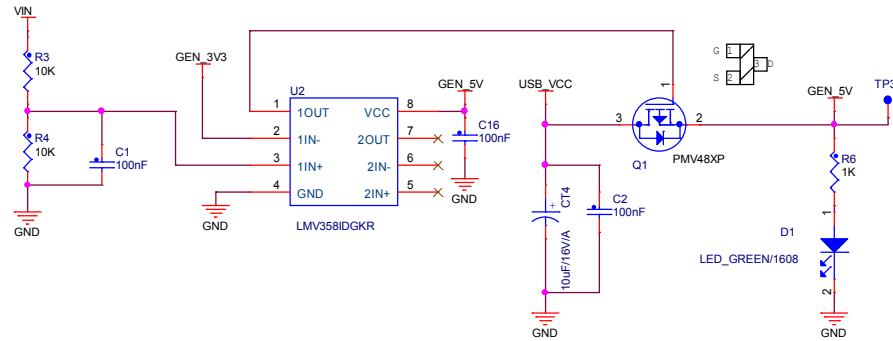 VIN
R3
10K
R4
10K
C1
100nF
GND
GEN_3V3
U2
1 1OUT VCC 8
2 1IN- 2OUT 7
3 1IN+ 2IN- 6
4 GND 2IN+ 5
LMV358IDGKR
GND
GEN_5V
C16
100nF
GND
USB_VCC
3
1
2
Q1
PMV48XP
G 1
S 2
3 D
CT4
10uF/16V/A
+
C2
100nF
GND
GEN_5V
TP3
R6
1K
1
D1
LED_GREEN/1608
2
GND